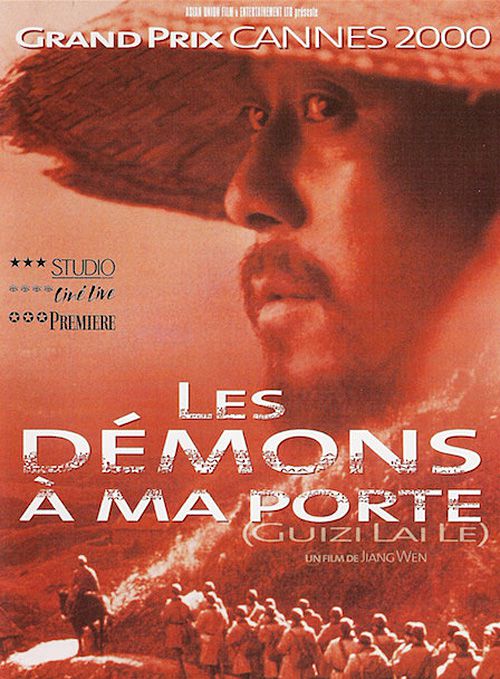 ASIAN UNION FILM & ENTERTAINEMENT LTD présente
GRAND PRIX CANNES 2000
★★★ STUDIO
Ciné Live
✪✪✪ PREMIERE
LES
DÉMONS
À MA PORTE
(GUIZI LAI LE)
UN FILM DE JIANG WEN